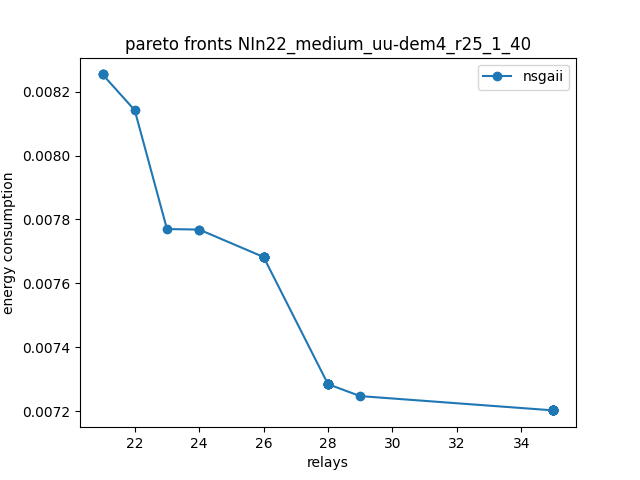 pareto fronts NIn22_medium_uu-dem4_r25_1_40
nsgaii
energy consumption
0.0082
0.0080
0.0078
0.0076
0.0074
0.0072
22 24 26 28 30 32 34
relays